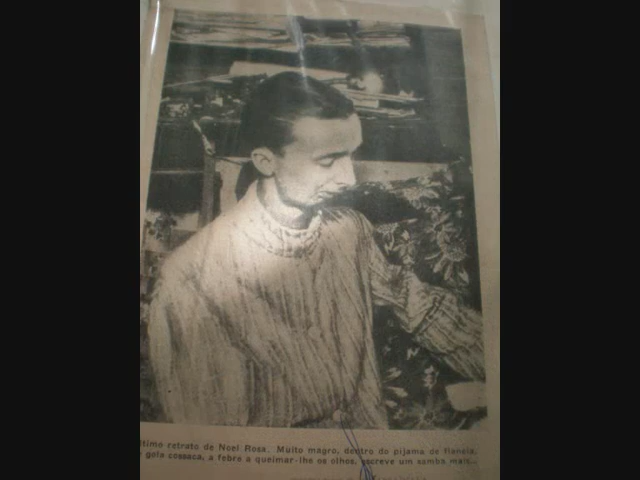 ltimo retrato de Noel Rosa. Muito magro, dentro do pijama de flanela,
gola cossaca, a febre a queimar-lhe os olhos, escreve um samba mais...